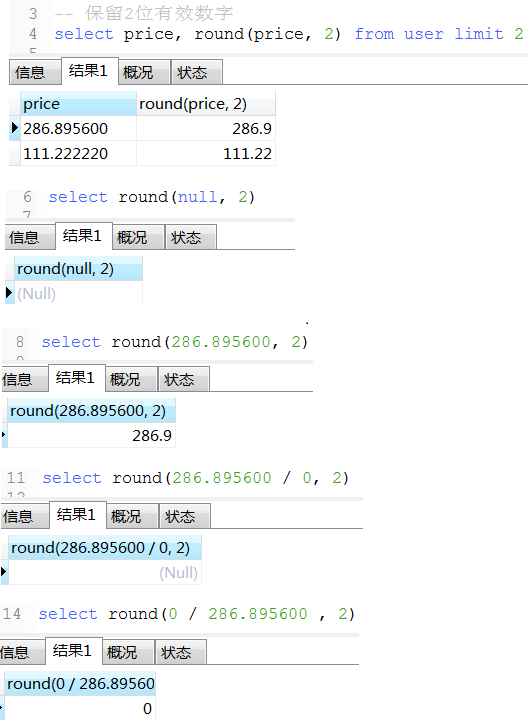 3 -- 保留2位有效数字
4 select price, round(price, 2) from user limit 2
5
信息 结果1 概况 状态
price round(price, 2)
286.895600 286.9
111.222220 111.22
6 select round(null, 2)
7
信息 结果1 概况 状态
round(null, 2)
(Null)
8 select round(286.895600, 2)
信息 结果1 概况 状态
round(286.895600, 2)
286.9
11 select round(286.895600 / 0, 2)
12
信息 结果1 概况 状态
round(286.895600 / 0, 2)
(Null)
14 select round(0 / 286.895600 , 2)
信息 结果1 概况 状态
round(0 / 286.89560
0